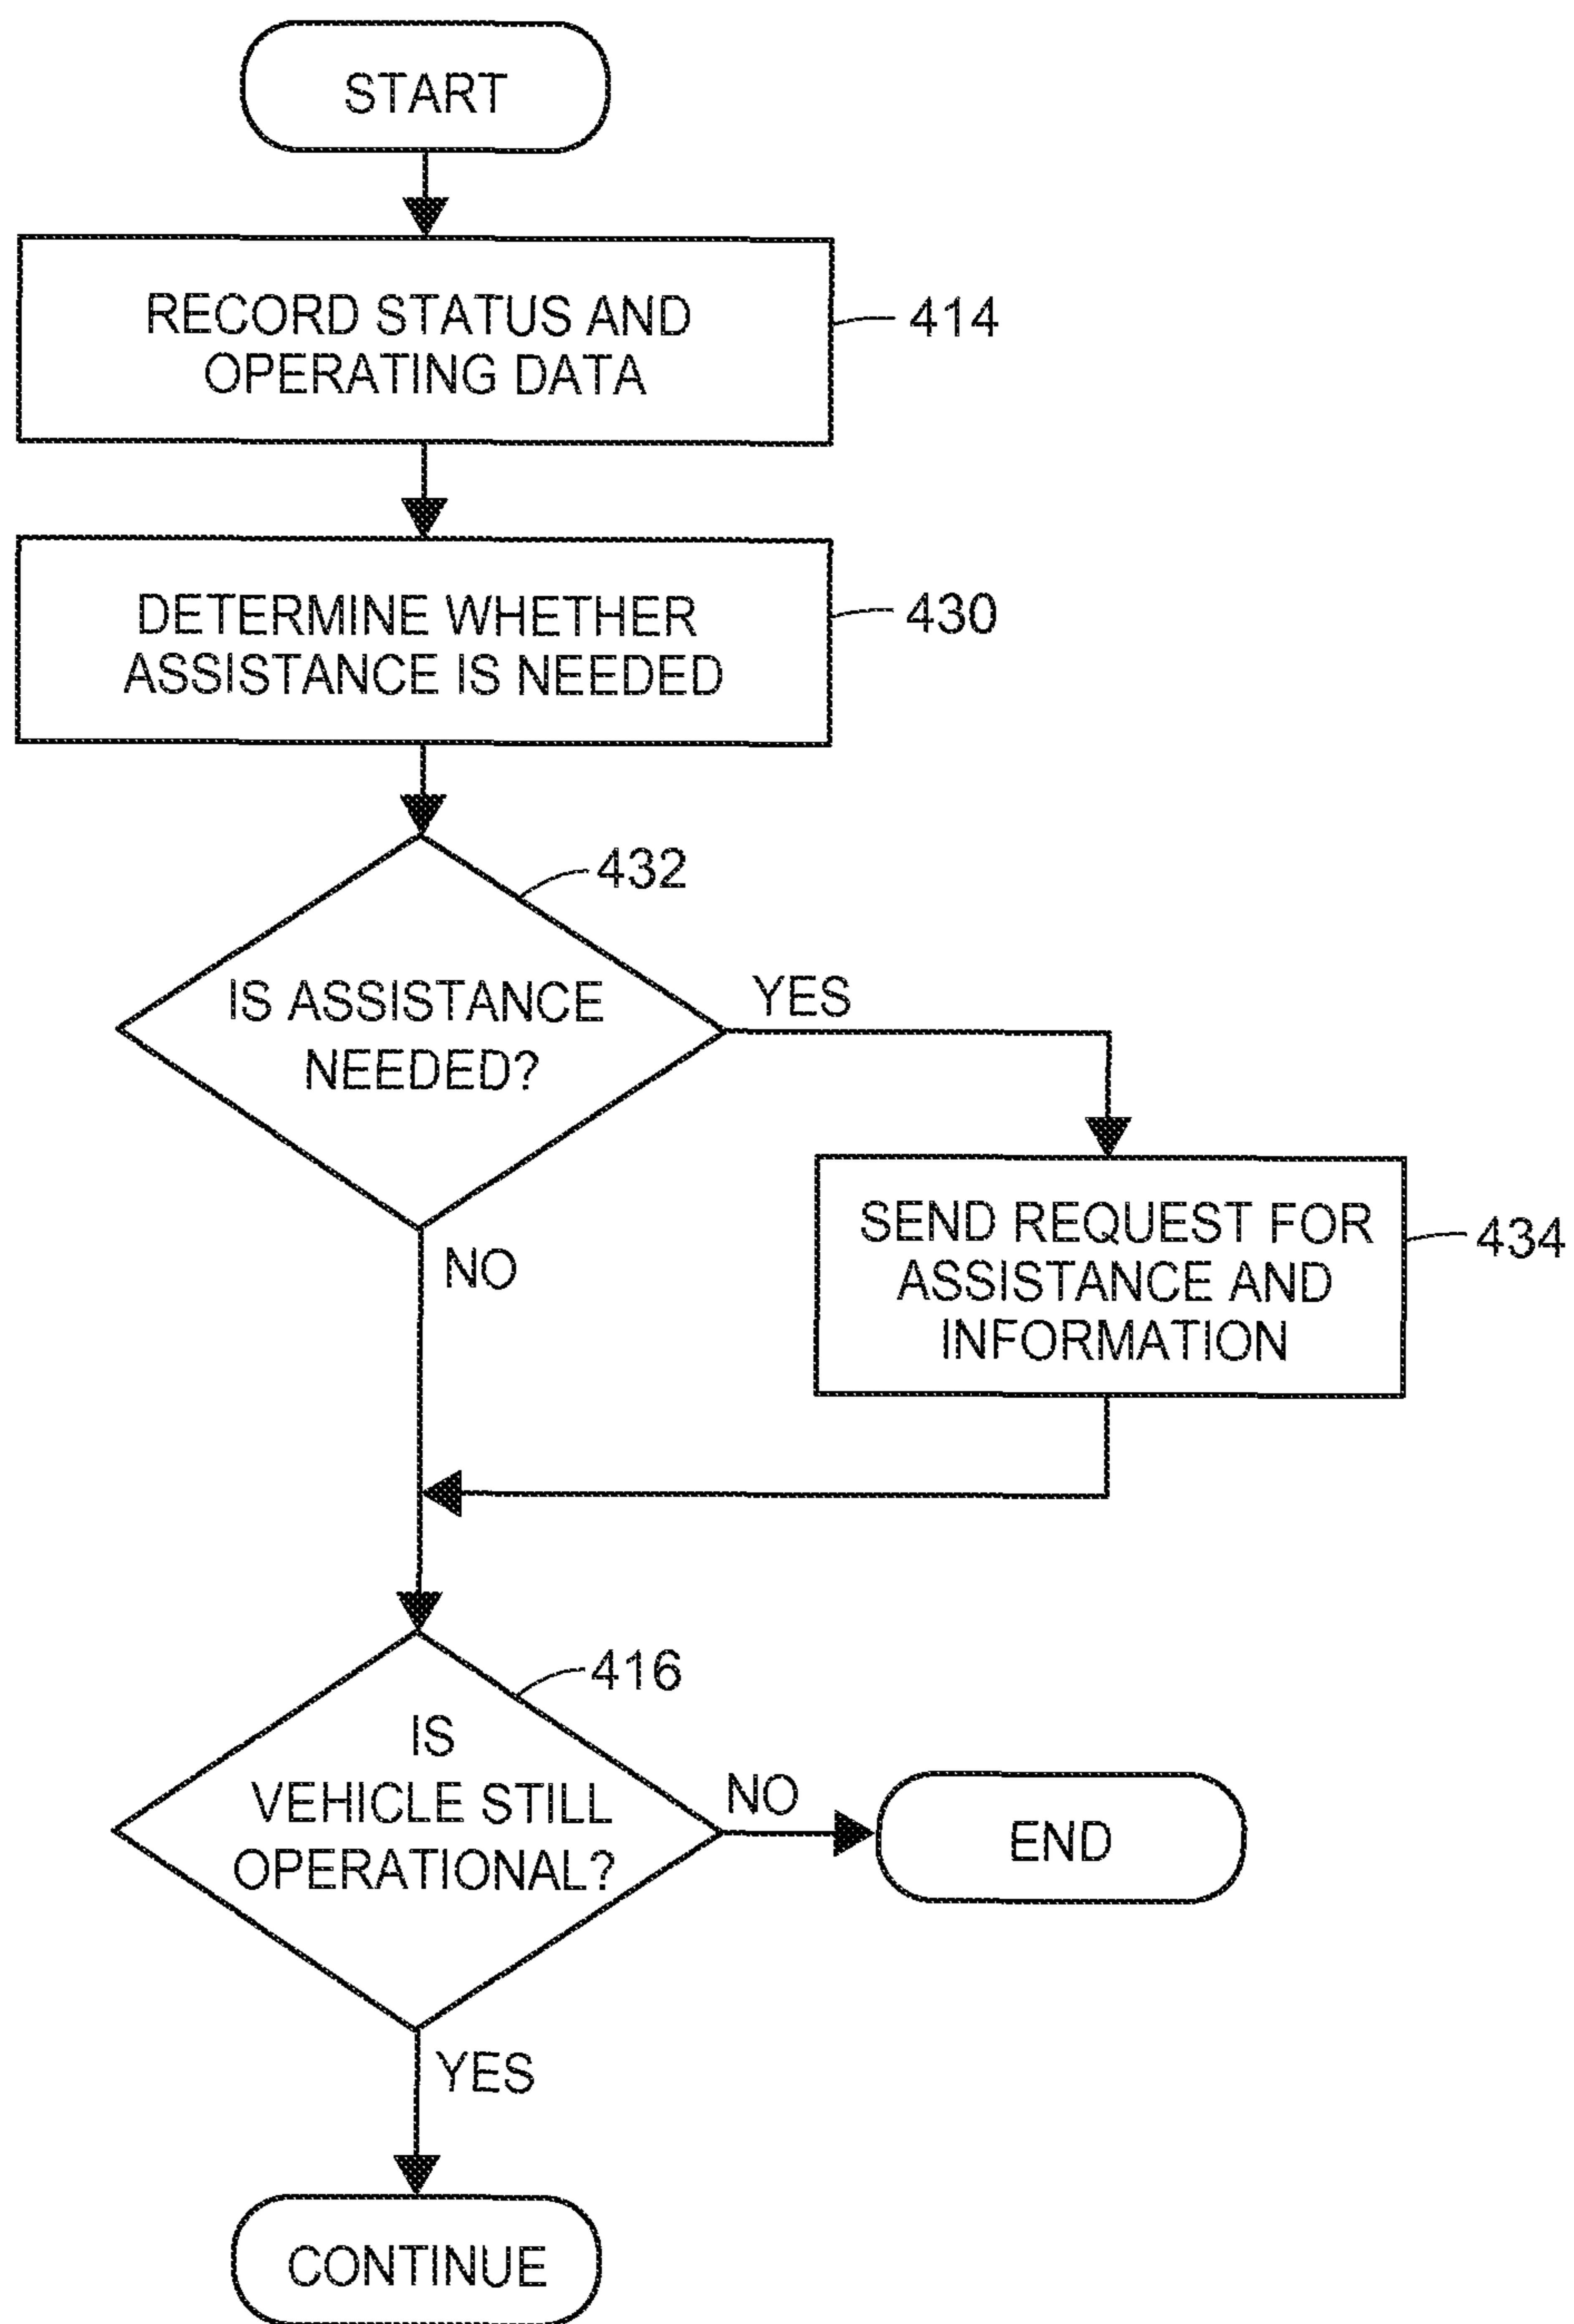 START
RECORD STATUS AND
OPERATING DATA
414
DETERMINE WHETHER
ASSISTANCE IS NEEDED
430
432
IS ASSISTANCE
NEEDED?
YES
NO
SEND REQUEST FOR
ASSISTANCE AND
INFORMATION
434
416
IS
VEHICLE STILL
OPERATIONAL?
NO
END
YES
CONTINUE